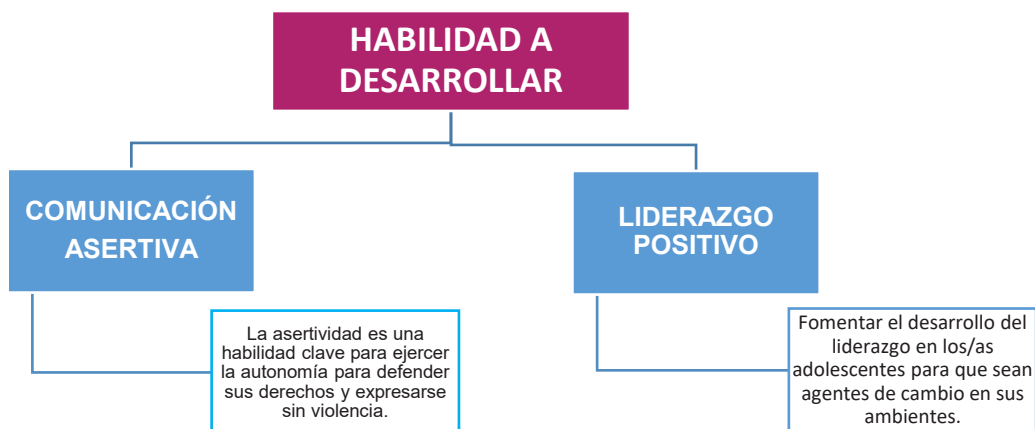 HABILIDAD A
DESARROLLAR
COMUNICACIÓN
ASERTIVA
La asertividad es una
habilidad clave para ejercer
la autonomía para defender
sus derechos y expresarse
sin violencia.
LIDERAZGO
POSITIVO
Fomentar el desarrollo del
liderazgo en los/as
adolescentes para que sean
agentes de cambio en sus
ambientes.